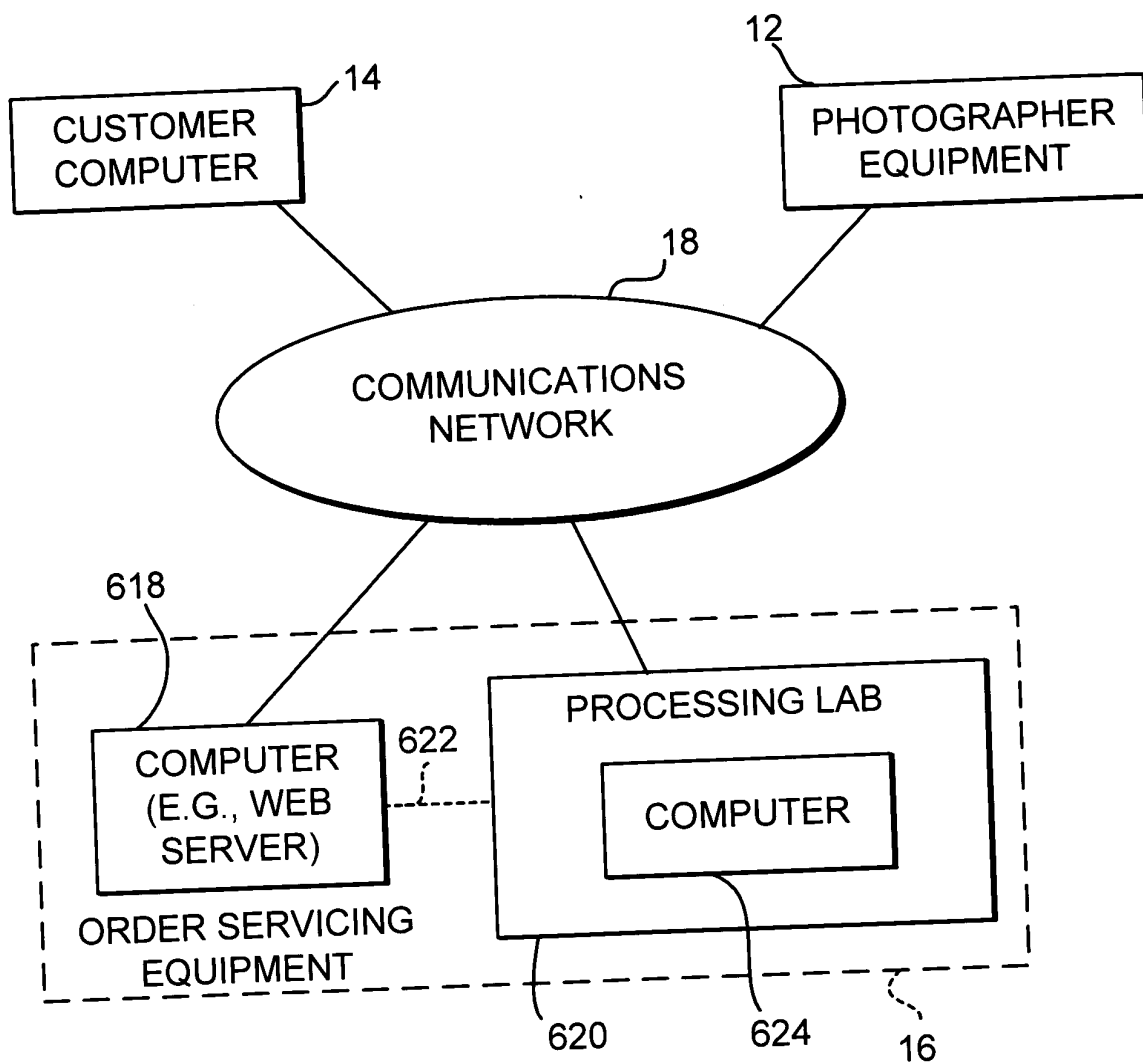 12
14
CUSTOMER
COMPUTER
PHOTOGRAPHER
EQUIPMENT
18
COMMUNICATIONS
NETWORK
618
PROCESSING LAB
622
COMPUTER
(E.G., WEB
SERVER)
COMPUTER
ORDER SERVICING
EQUIPMENT
620
624
16